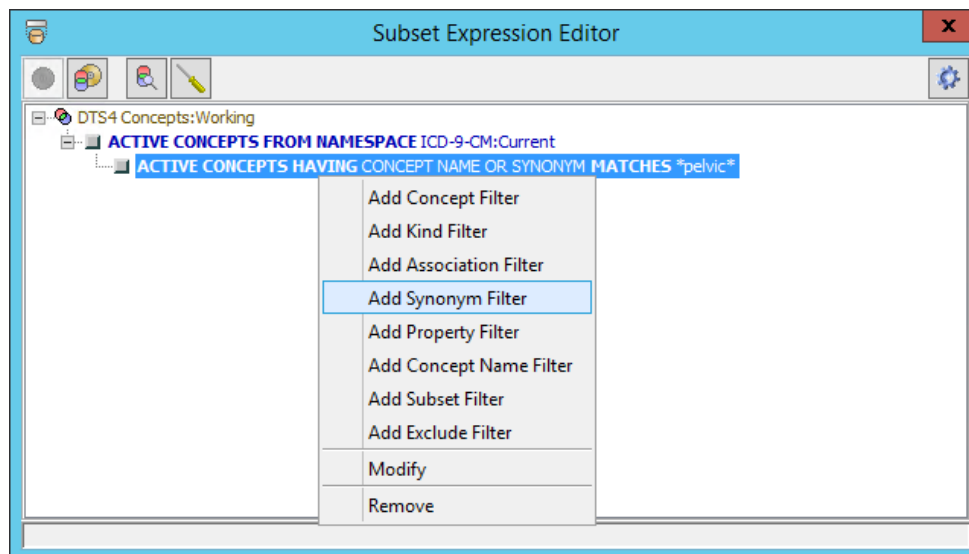 Subset Expression Editor
x
DTS4 Concepts:Working
ACTIVE CONCEPTS FROM NAMESPACE ICD-9-CM:Current
ACTIVE CONCEPTS HAVING CONCEPT NAME OR SYNONYM MATCHES *pelvic*
Add Concept Filter
Add Kind Filter
Add Association Filter
Add Synonym Filter
Add Property Filter
Add Concept Name Filter
Add Subset Filter
Add Exclude Filter
Modify
Remove